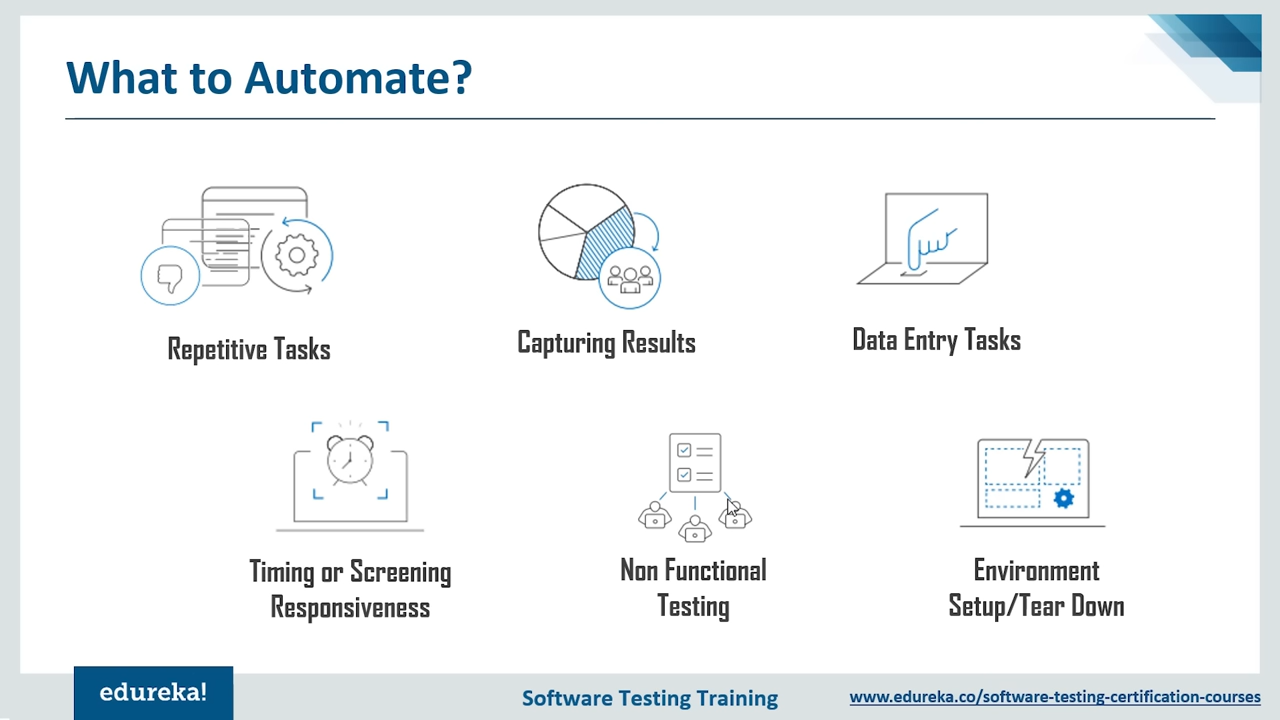 What to Automate?
Repetitive Tasks
Capturing Results
Data Entry Tasks
Timing or Screening
Responsiveness
Non Functional
Testing
Environment
Setup/Tear Down
edureka!
Software Testing Training
www.edureka.co/software-testing-certification-courses